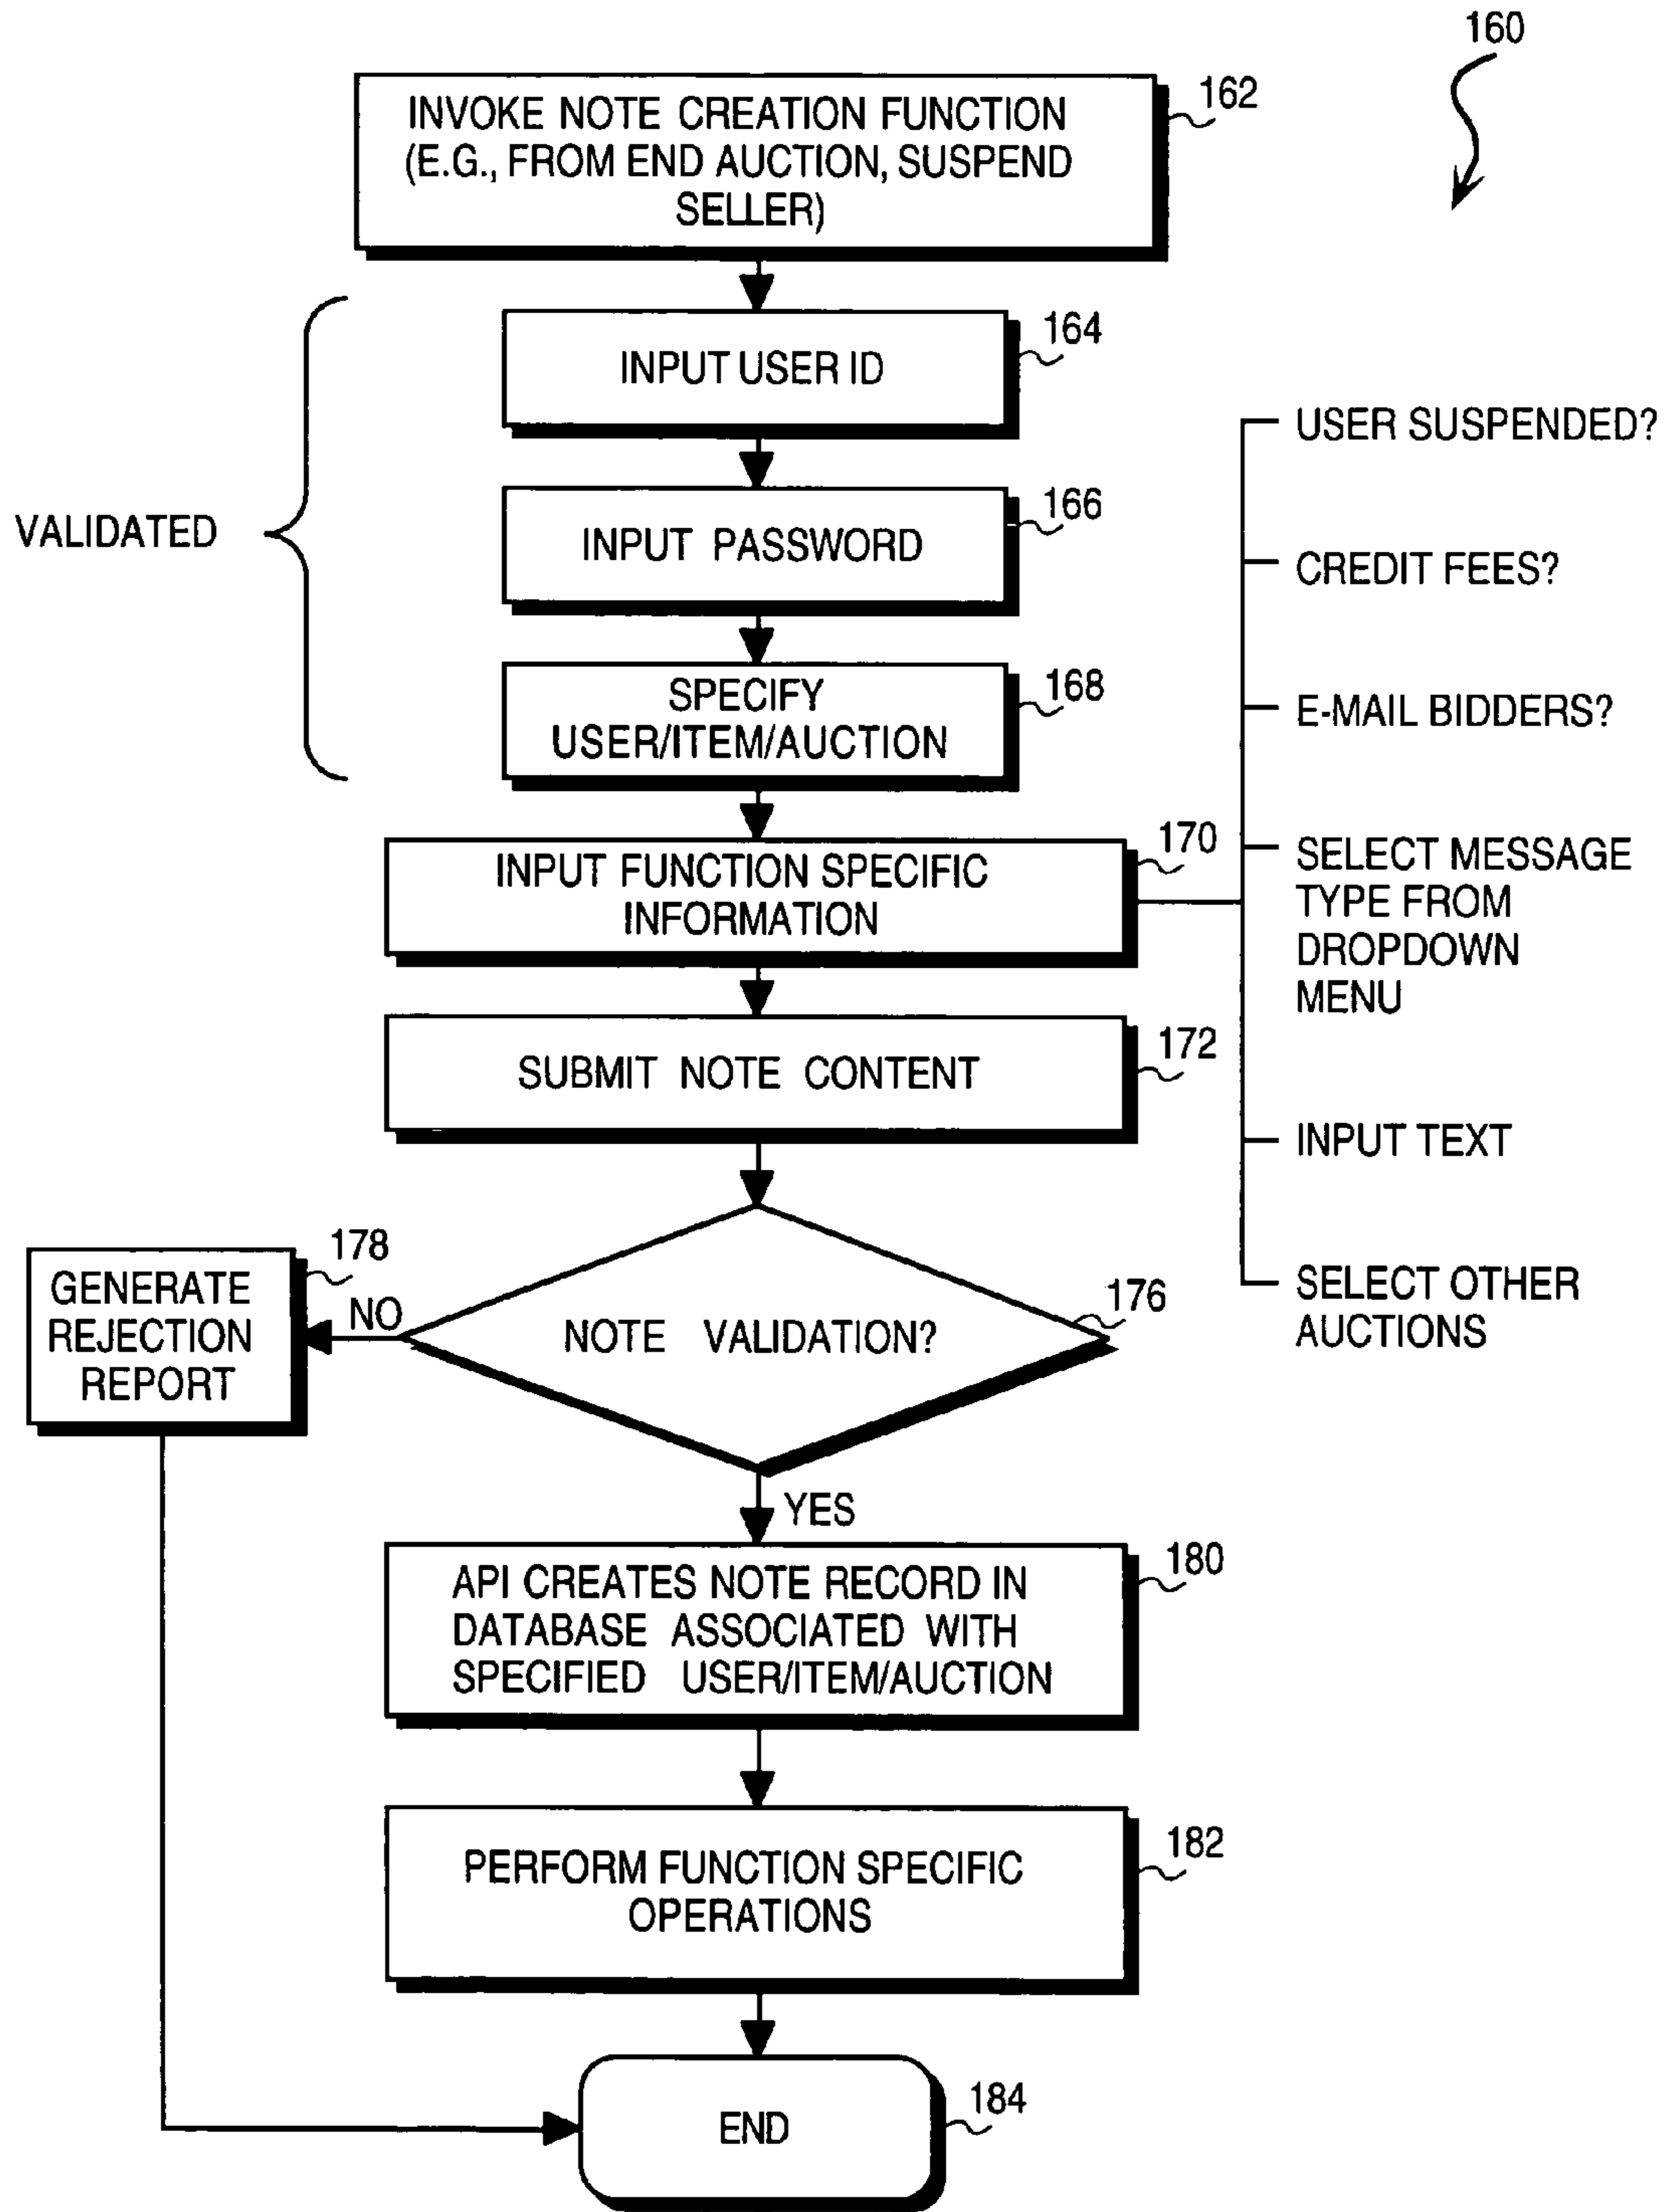 160
INVOKE NOTE CREATION FUNCTION
(E.G., FROM END AUCTION, SUSPEND
SELLER)
162
VALIDATED
INPUT USER ID
164
INPUT PASSWORD
166
SPECIFY
USER/ITEM/AUCTION
168
INPUT FUNCTION SPECIFIC
INFORMATION
170
USER SUSPENDED?
CREDIT FEES?
E-MAIL BIDDERS?
SELECT MESSAGE
TYPE FROM
DROPDOWN
MENU
INPUT TEXT
SELECT OTHER
AUCTIONS
SUBMIT NOTE CONTENT
172
NOTE VALIDATION?
176
NO
GENERATE
REJECTION
REPORT
178
YES
API CREATES NOTE RECORD IN
DATABASE ASSOCIATED WITH
SPECIFIED USER/ITEM/AUCTION
180
PERFORM FUNCTION SPECIFIC
OPERATIONS
182
END
184